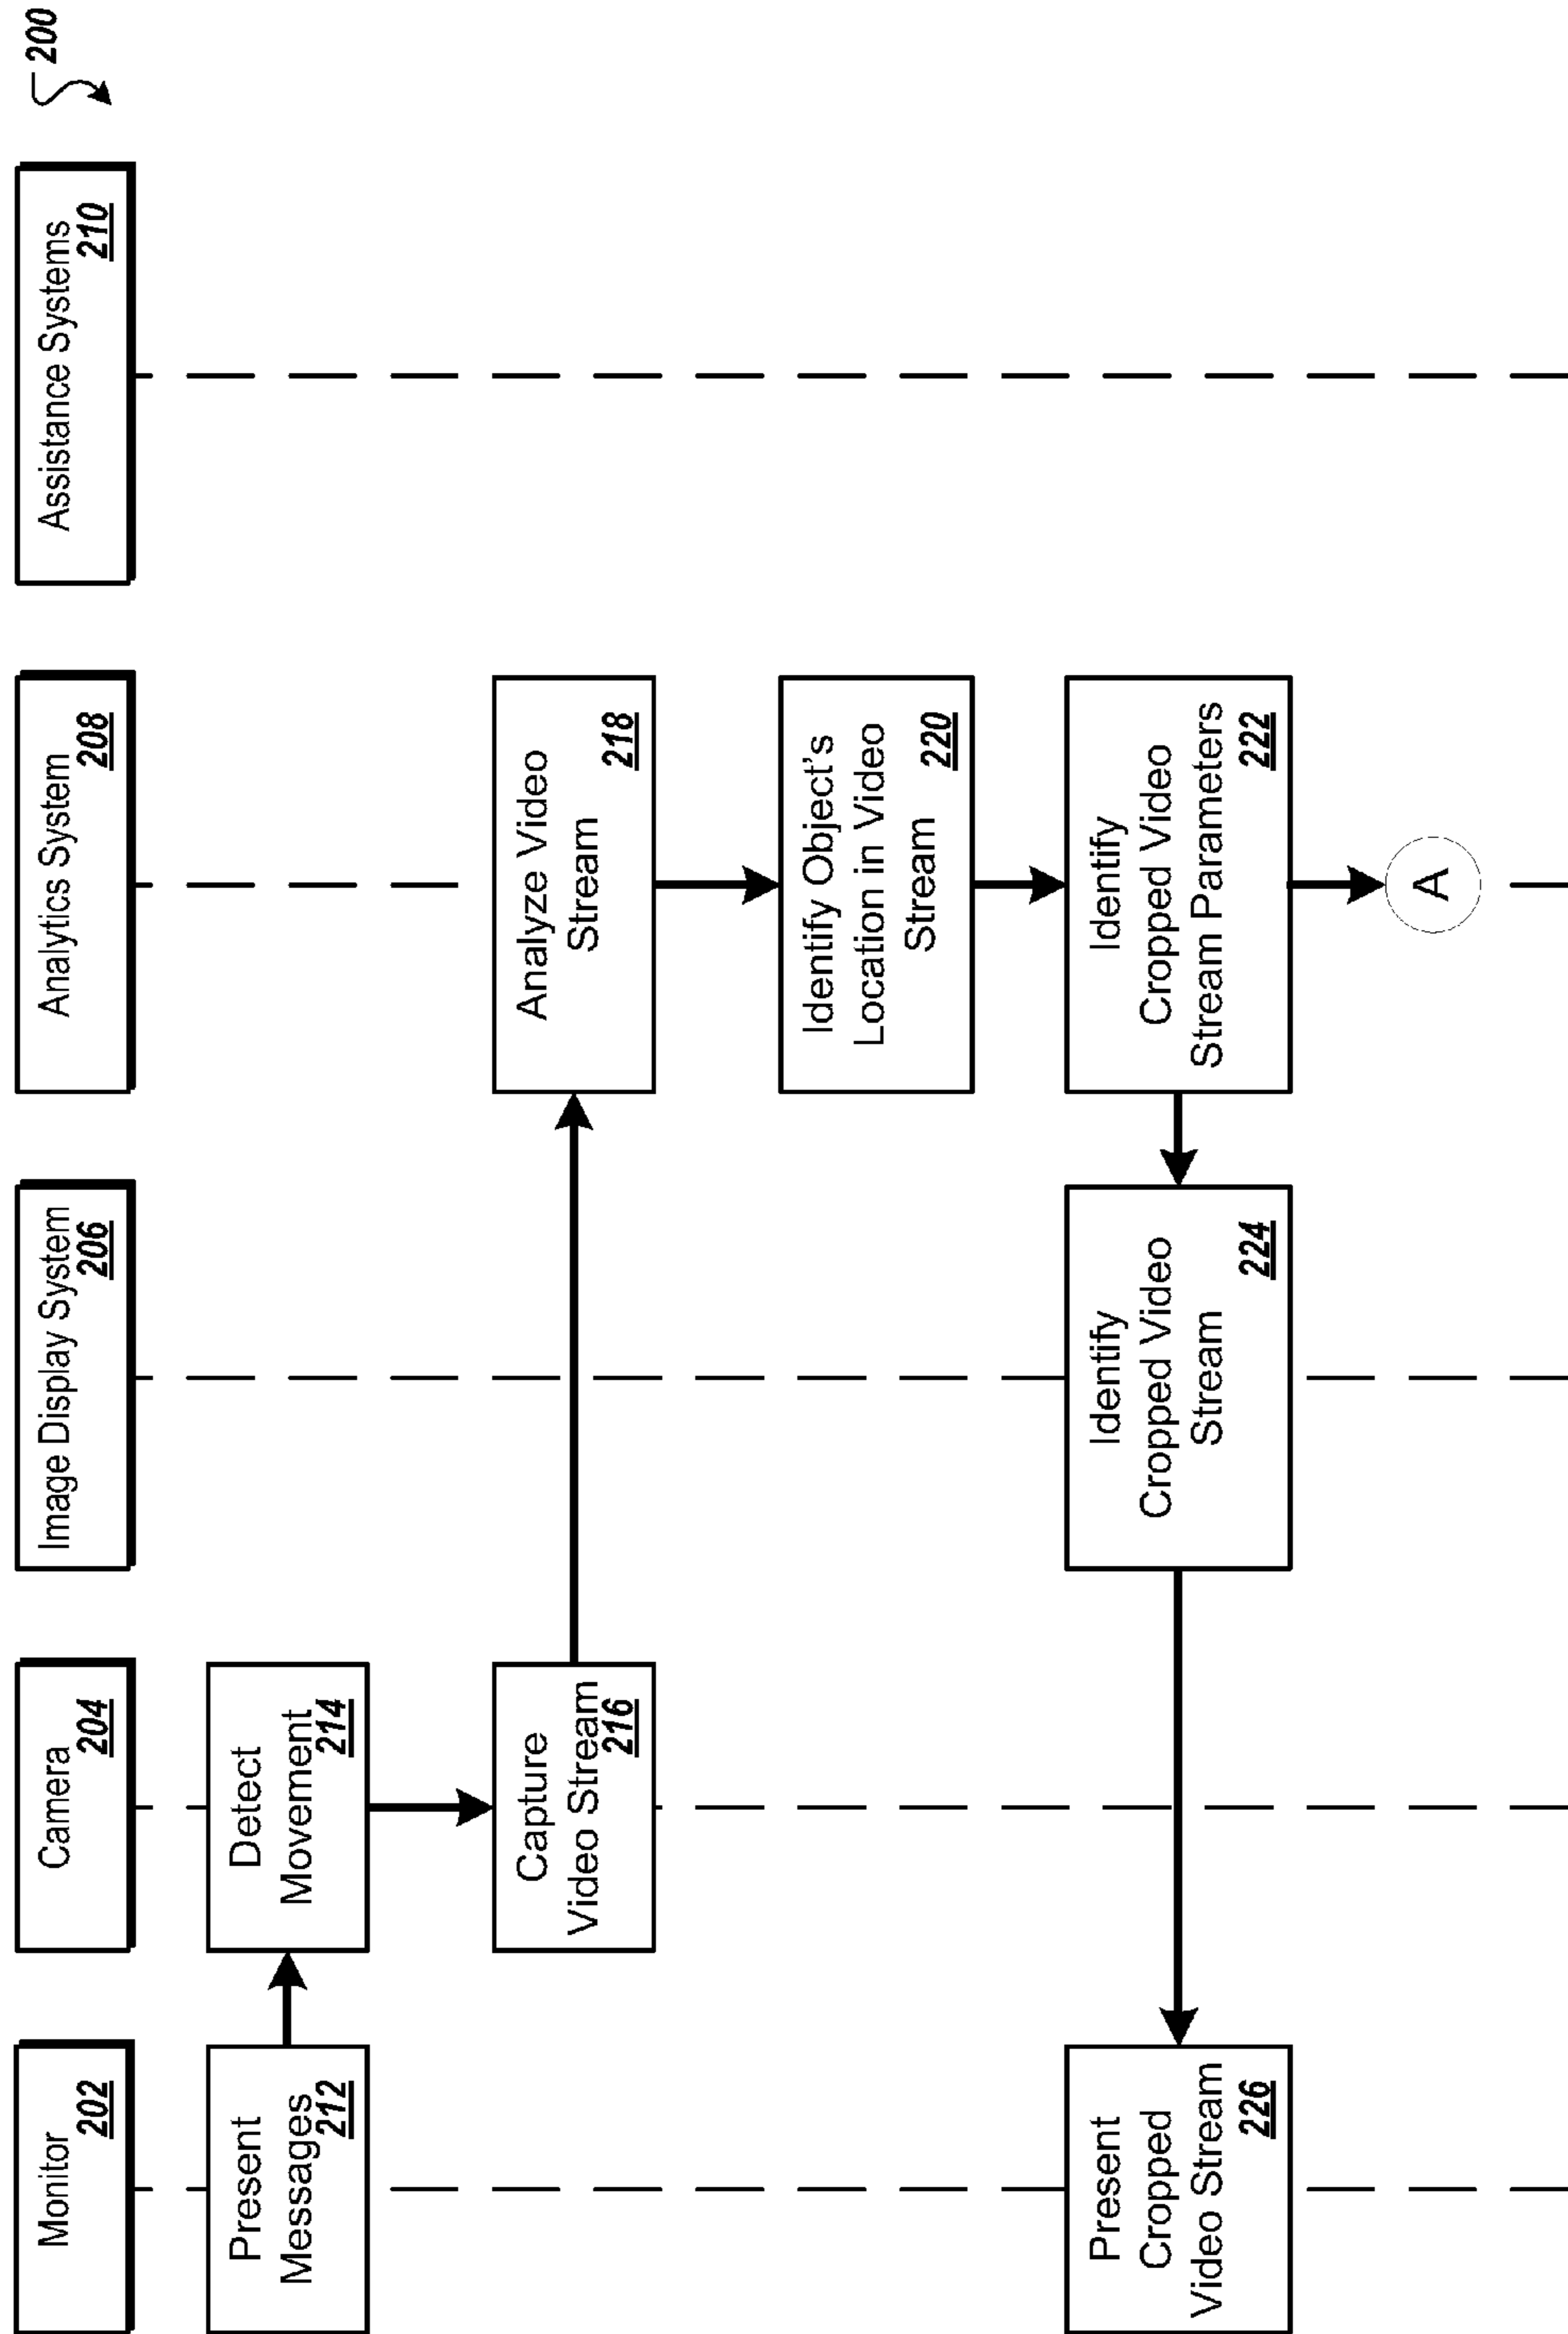 200
Monitor
202
Camera
204
Image Display System
206
Analytics System
208
Assistance Systems
210
Present
Messages
212
Detect
Movement
214
Capture
Video Stream
216
Analyze Video
Stream
218
Identify Object's
Location in Video
Stream
220
Identify
Cropped Video
Stream Parameters
222
Identify
Cropped Video
Stream
224
Present
Cropped
Video Stream
226
A